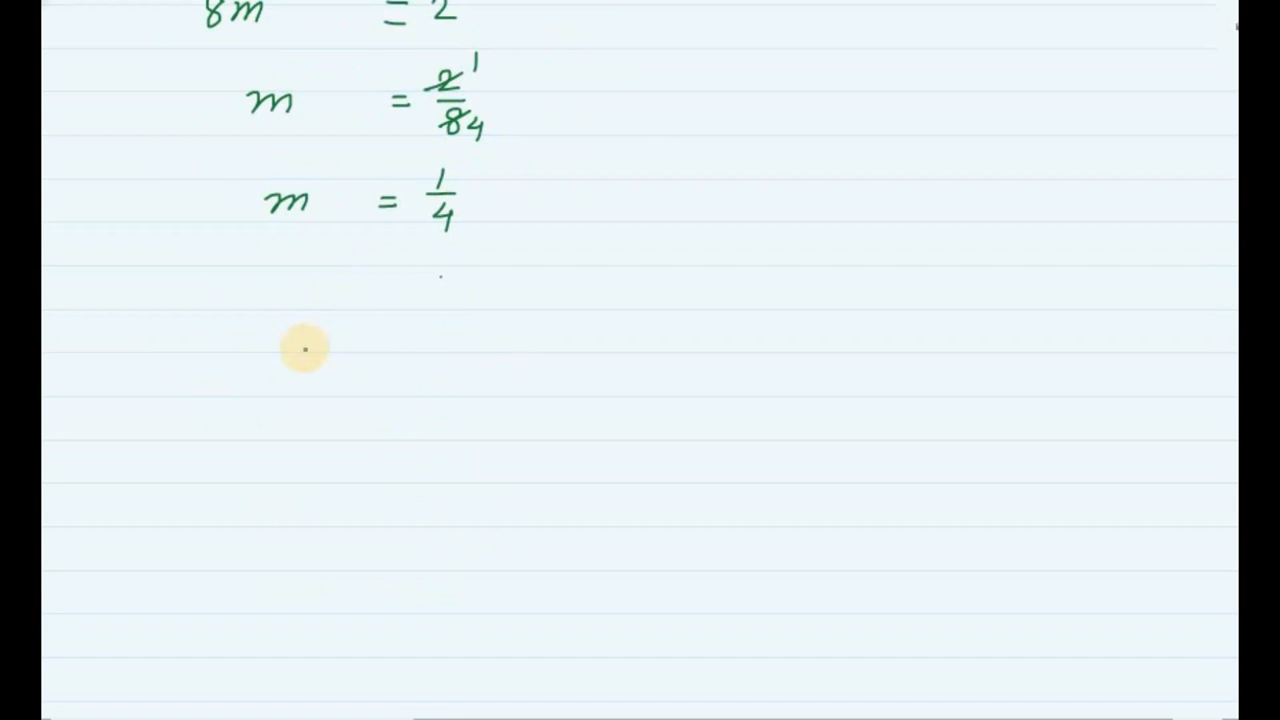 8m = 2
m = 2/8 1 4
m = 1/4